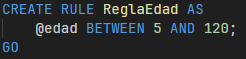 CREATE RULE ReglaEdad AS
    @edad BETWEEN 5 AND 120;
GO